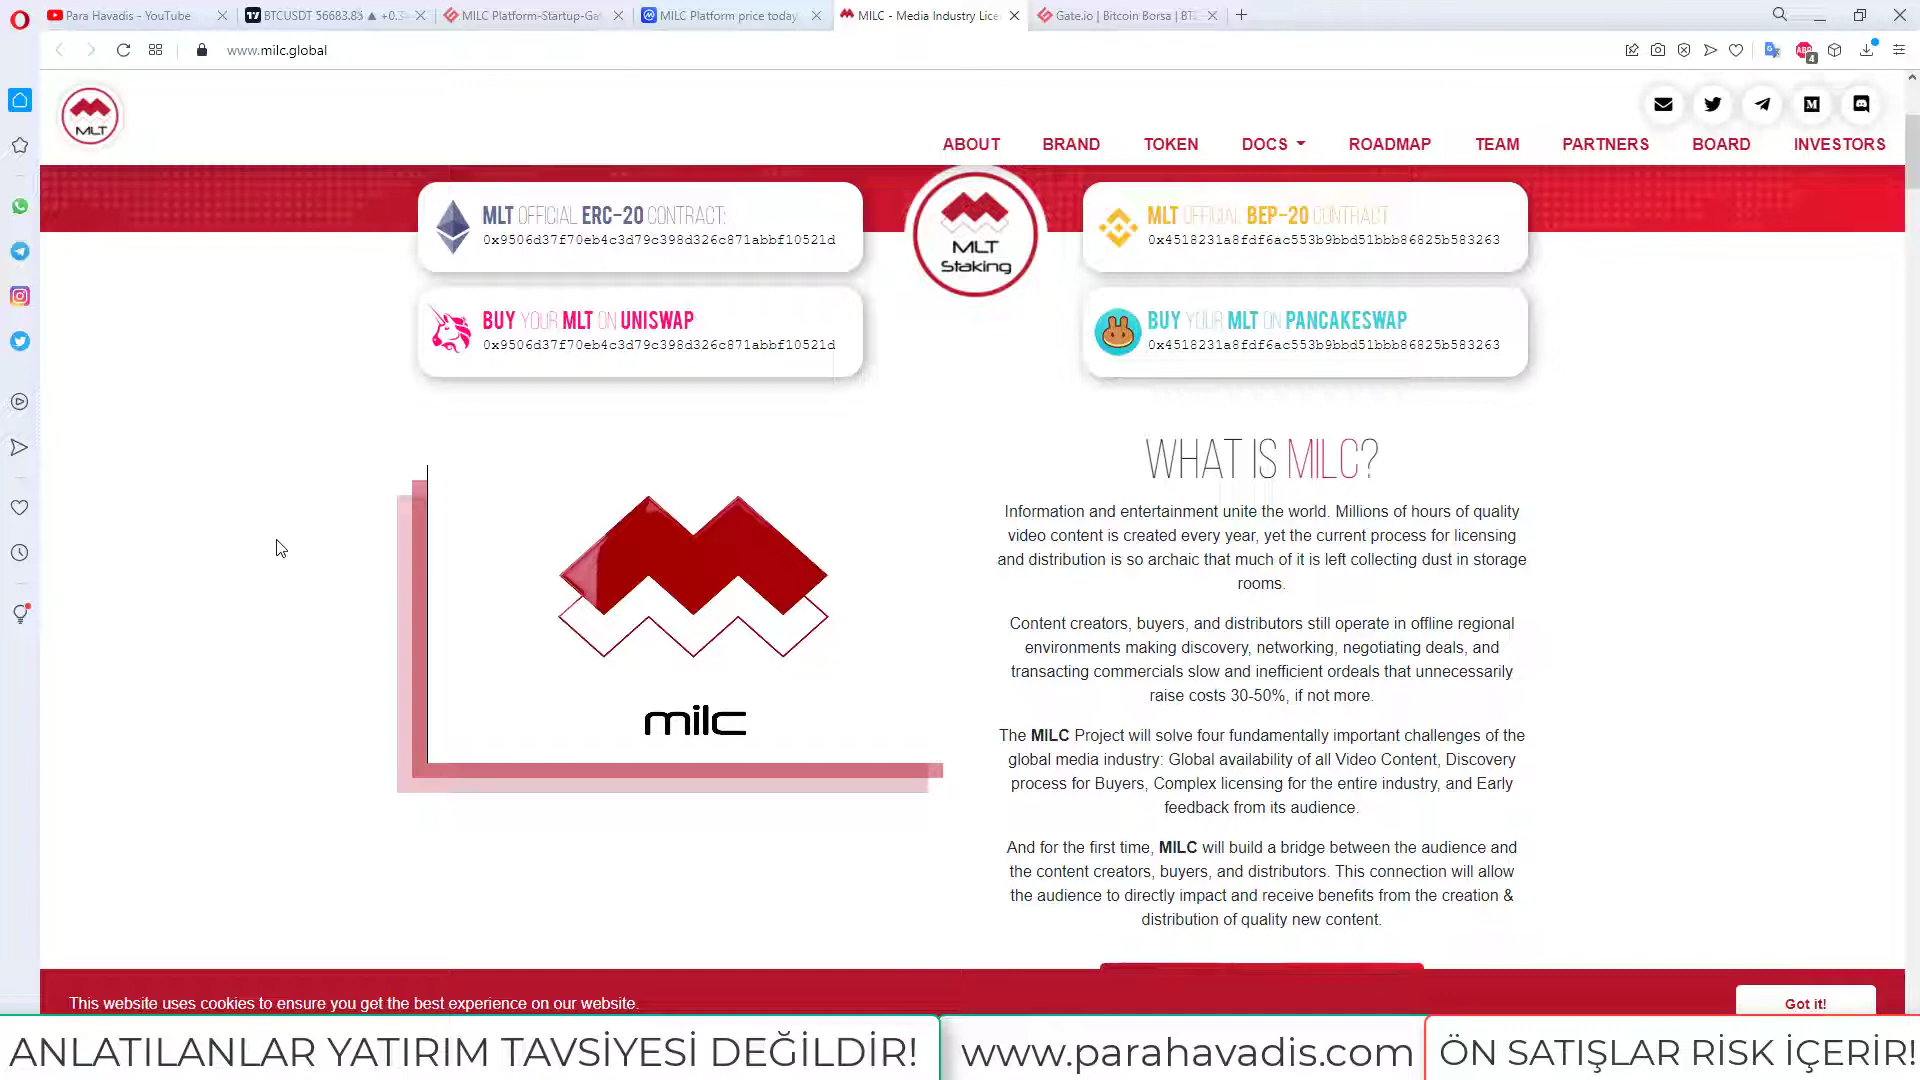 Para Havadis - YouTube
BTCUSDT 56683.85 ▲ +0.3
MILC Platform-Startup-Ga
MILC Platform price today
MILC - Media Industry Lice
Gate.io | Bitcoin Borsa | BT
www.milc.global
4
MLT
ABOUT BRAND TOKEN DOCS ROADMAP TEAM PARTNERS BOARD INVESTORS
MLT OFFICIAL ERC-20 CONTRACT:
0x9506d37f70eb4c3d79c398d326c871abbf10521d
MLT
Staking
MLT OFFICIAL BEP-20 CONTRACT
0x4518231a8fdf6ac553b9bbd51bbb86825b583263
BUY YOUR MLT ON UNISWAP
0x9506d37f70eb4c3d79c398d326c871abbf10521d
BUY YOUR MLT ON PANCAKESWAP
0x4518231a8fdf6ac553b9bbd51bbb86825b583263
milc
WHAT IS MILC?
Information and entertainment unite the world. Millions of hours of quality
video content is created every year, yet the current process for licensing
and distribution is so archaic that much of it is left collecting dust in storage
rooms.
Content creators, buyers, and distributors still operate in offline regional
environments making discovery, networking, negotiating deals, and
transacting commercials slow and inefficient ordeals that unnecessarily
raise costs 30-50%, if not more.
The MILC Project will solve four fundamentally important challenges of the
global media industry: Global availability of all Video Content, Discovery
process for Buyers, Complex licensing for the entire industry, and Early
feedback from its audience.
And for the first time, MILC will build a bridge between the audience and
the content creators, buyers, and distributors. This connection will allow
the audience to directly impact and receive benefits from the creation &
distribution of quality new content.
This website uses cookies to ensure you get the best experience on our website.
Got it!
ANLATILANLAR YATIRIM TAVSİYESİ DEĞİLDİR!
www.parahavadis.com
ÖN SATIŞLAR RİSK İÇERİR!